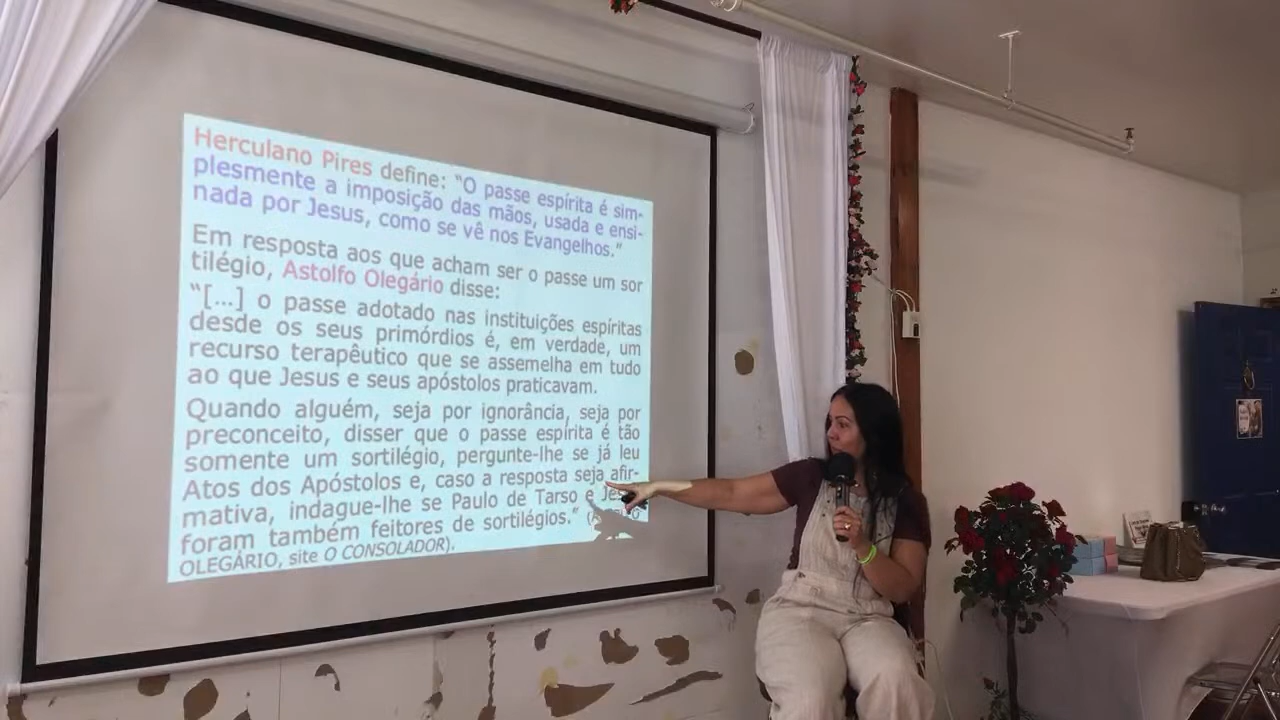 Herculano Pires define: “O passe espírita é sim-
plesmente a imposição das mãos, usada e ensi-
nada por Jesus, como se vê nos Evangelhos.”
Em resposta aos que acham ser o passe um sor
tilégio, Astolfo Olegário disse:
“[...] o passe adotado nas instituições espíritas
desde os seus primórdios é, em verdade, um
recurso terapêutico que se assemelha em tudo
ao que Jesus e seus apóstolos praticavam.
Quando alguém, seja por ignorância, seja por
preconceito, disser que o passe espírita é tão
somente um sortilégio, pergunte-lhe se já leu
Atos dos Apóstolos e, caso a resposta seja afir-
mativa, indague-lhe se Paulo de Tarso e
foram também feitores de sortilégios.”
OLEGÁRIO, site O CONSOLADOR).